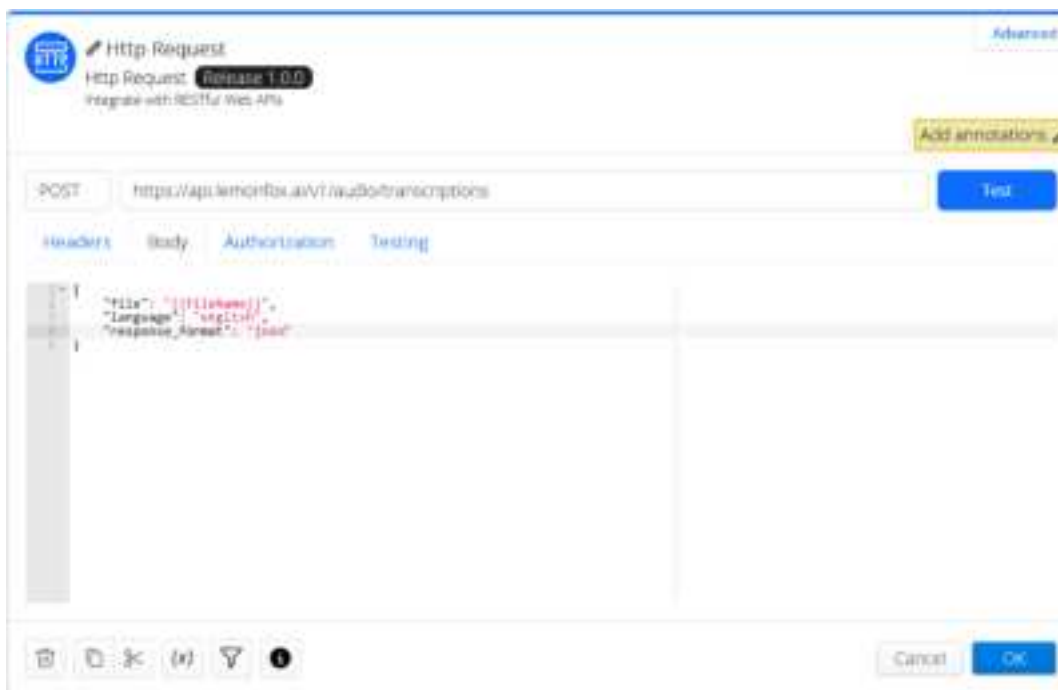 HTTP
Http Request
Http Request Release 1.0.0
Integrate with RESTful Web APIs
Advanced
Add annotations
POST https://api.lemonfox.ai/v1/audio/transcriptions Test
Headers Body Authorization Testing
{
"file": "{{filename}}",
"language": "english",
"response_format": "json"
}
(x)
Cancel OK